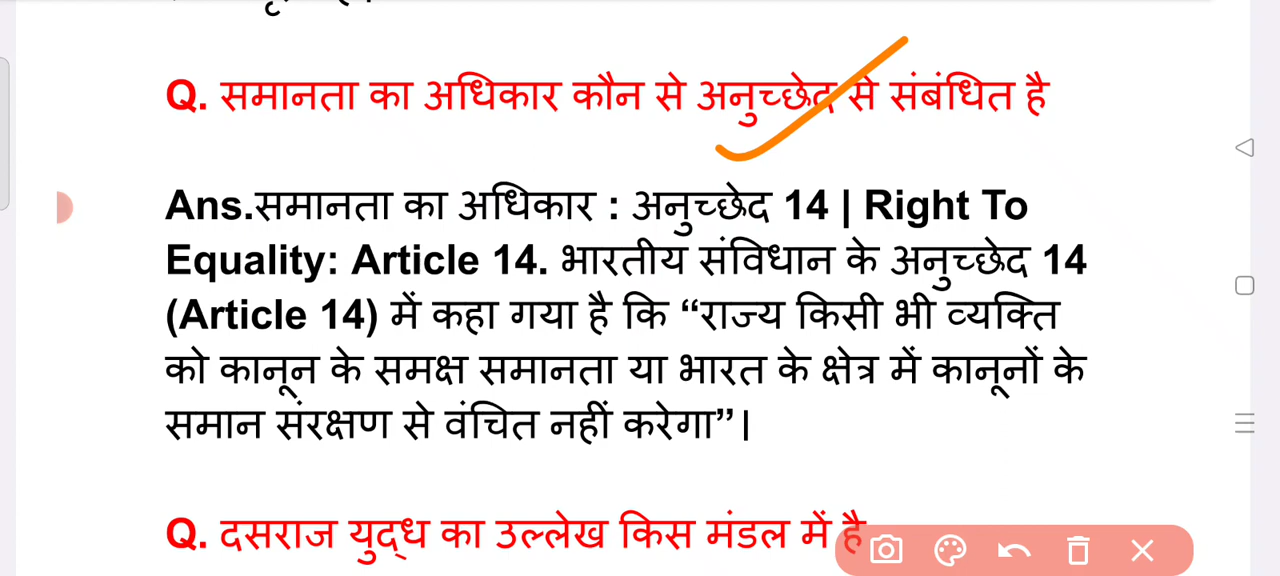 Q. समानता का अधिकार कौन से अनुच्छेद से संबंधित है
Ans.समानता का अधिकार : अनुच्छेद 14 | Right To
Equality: Article 14. भारतीय संविधान के अनुच्छेद 14
(Article 14) में कहा गया है कि “राज्य किसी भी व्यक्ति
को कानून के समक्ष समानता या भारत के क्षेत्र में कानूनों के
समान संरक्षण से वंचित नहीं करेगा”।
Q. दसराज युद्ध का उल्लेख किस मंडल में है